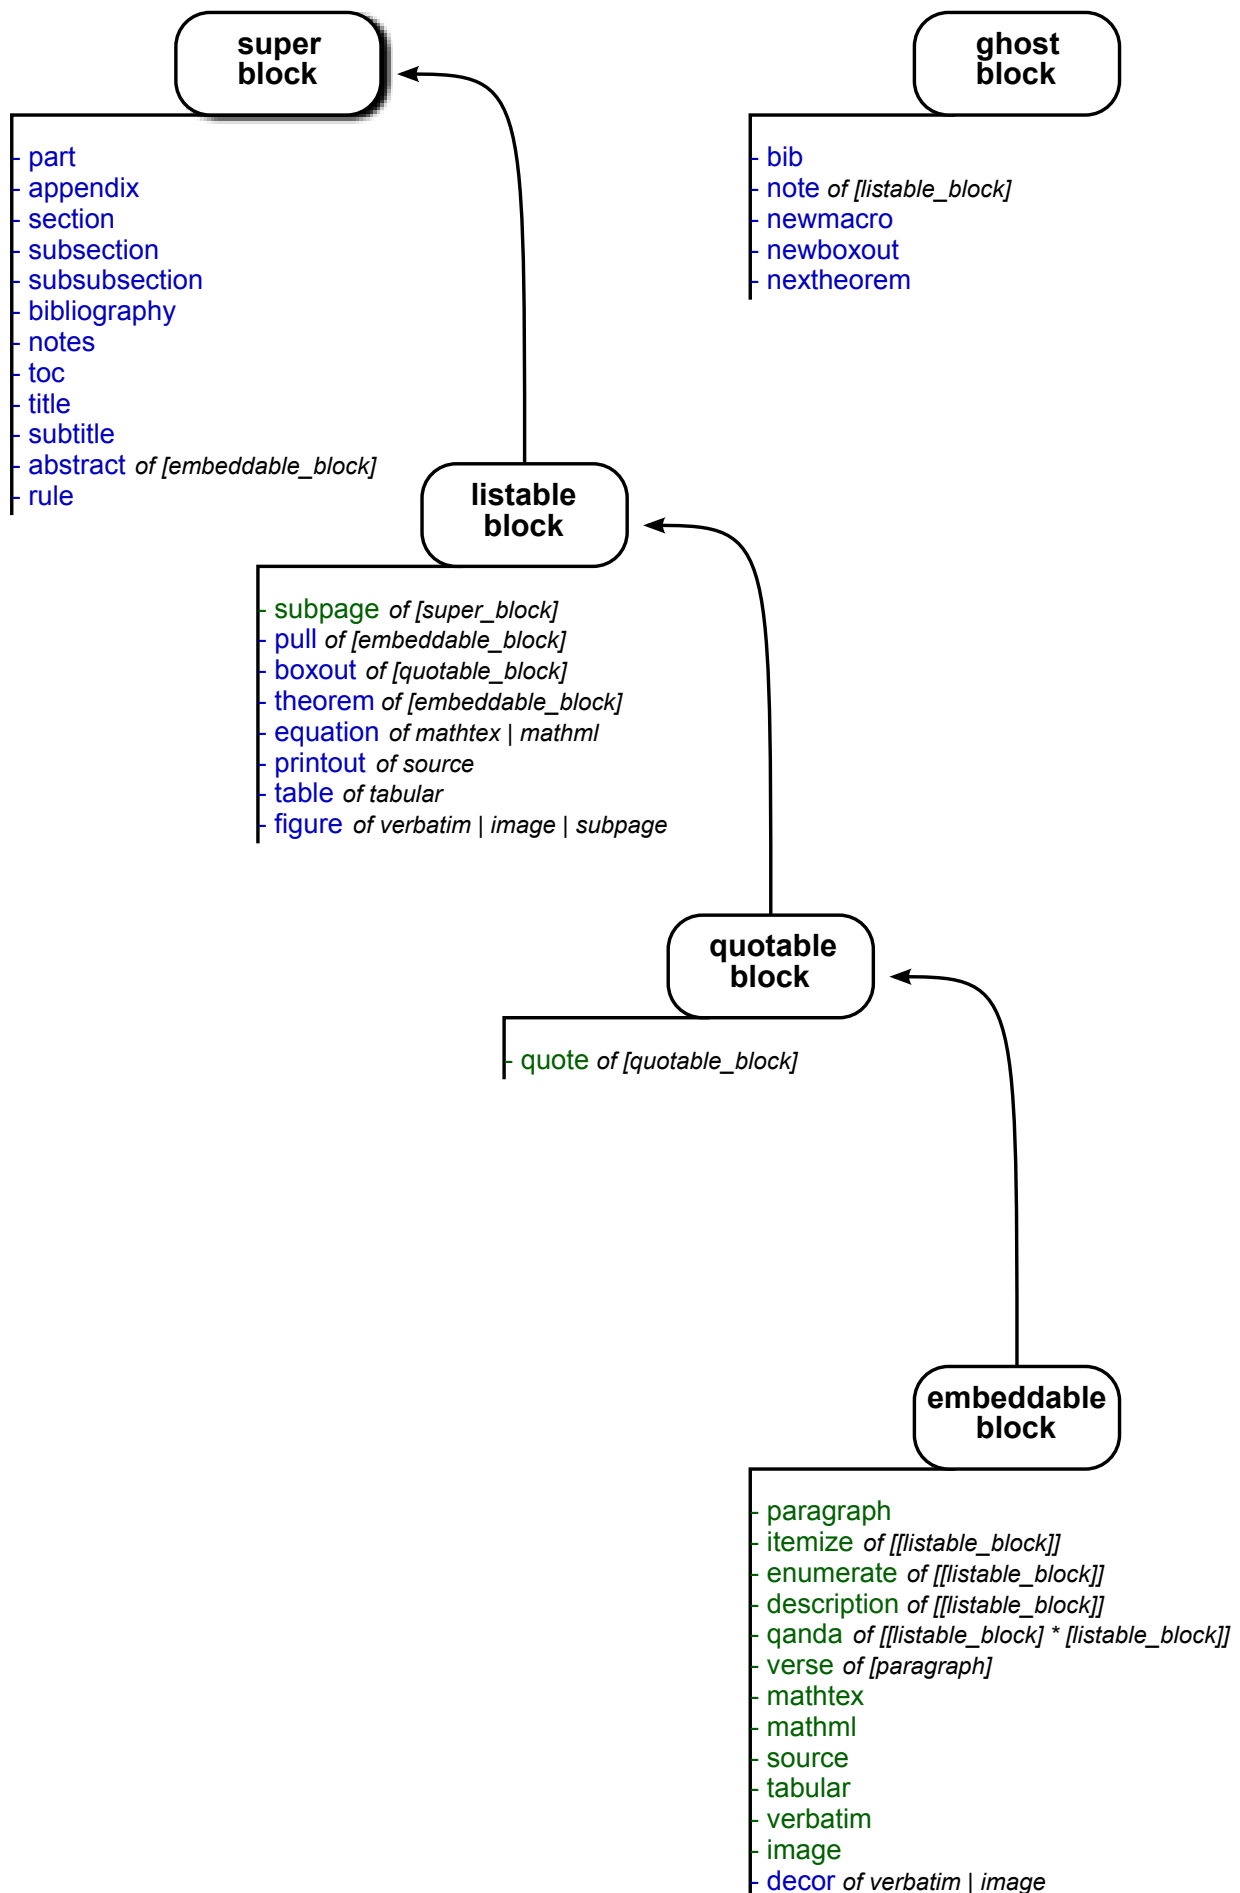 super
block
- part
- appendix
- section
- subsection
- subsubsection
- bibliography
- notes
- toc
- title
- subtitle
- abstract of [embeddable_block]
- rule
ghost
block
- bib
- note of [listable_block]
- newmacro
- newboxout
- nextheorem
listable
block
- subpage of [super_block]
- pull of [embeddable_block]
- boxout of [quotable_block]
- theorem of [embeddable_block]
- equation of mathtex | mathml
- printout of source
- table of tabular
- figure of verbatim | image | subpage
quotable
block
- quote of [quotable_block]
embeddable
block
- paragraph
- itemize of [[listable_block]]
- enumerate of [[listable_block]]
- description of [[listable_block]]
- qanda of [[listable_block] * [listable_block]]
- verse of [paragraph]
- mathtex
- mathml
- source
- tabular
- verbatim
- image
- decor of verbatim | image